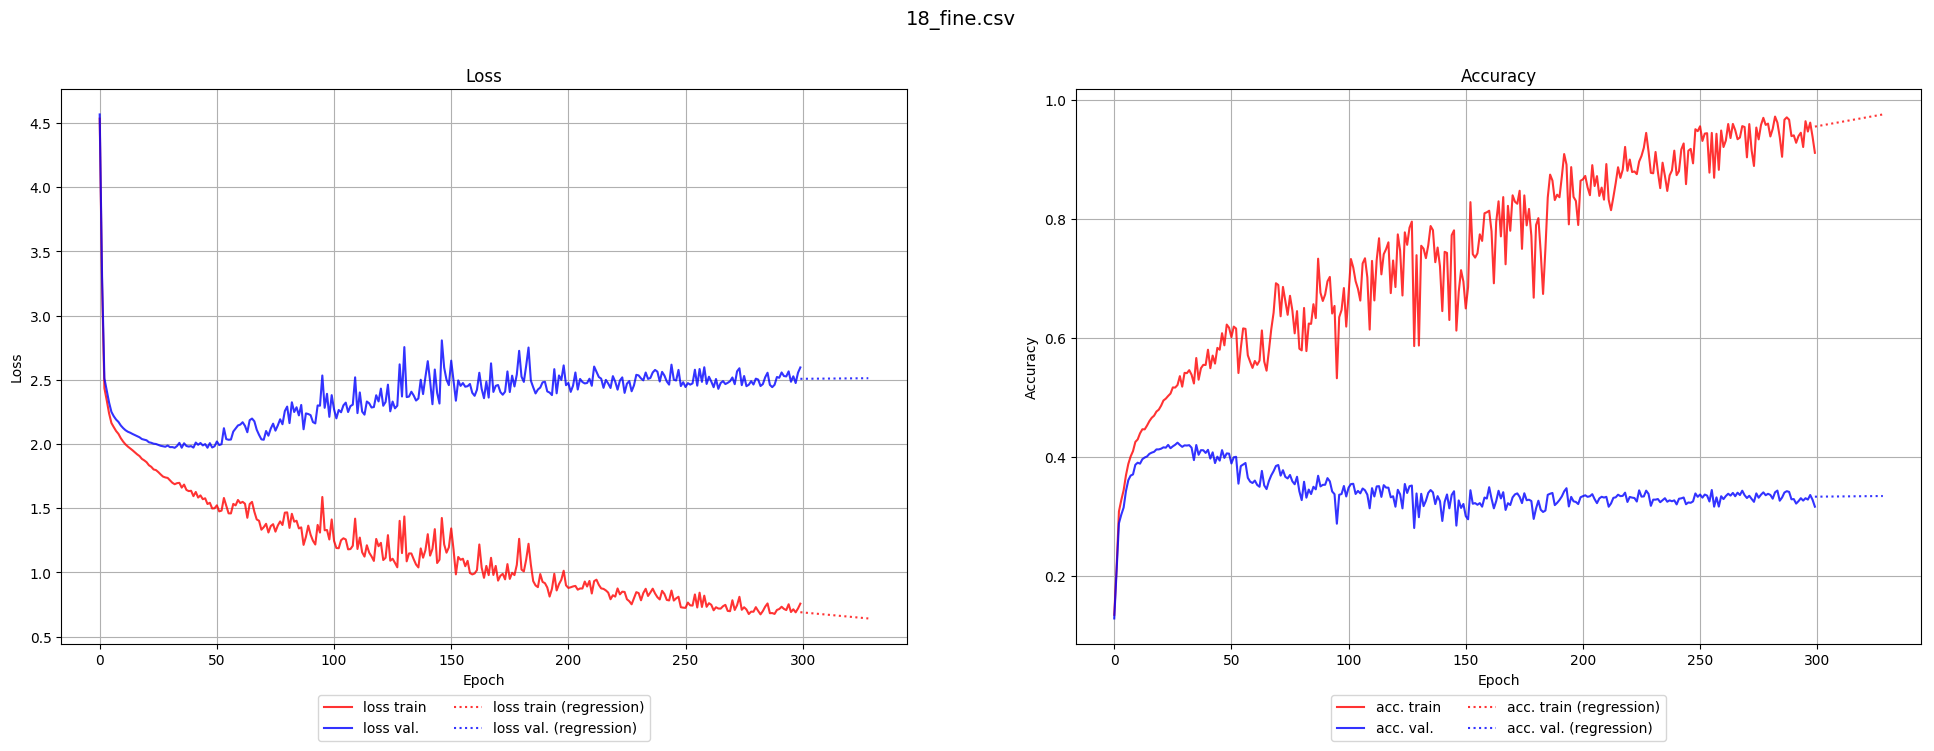 18_fine.csv
Loss
4.5
4.0
3.5
3.0
2.5
2.0
1.5
1.0
0.5
Loss
0
50
100
150
200
250
300
Epoch
loss train
loss val.
loss train (regression)
loss val. (regression)
Accuracy
1.0
0.8
0.6
0.4
0.2
Accuracy
0
50
100
150
200
250
300
Epoch
acc. train
acc. val.
acc. train (regression)
acc. val. (regression)